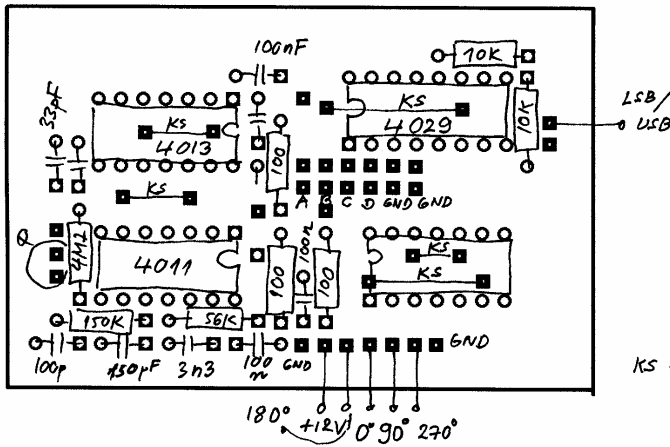 100nF
10K
33pF
KS
4013
KS
4029
10K
LSB/
USB
100
KS
A B C D GND GND
Q
4M7
4011
100
100n
100
KS
KS
150K
56K
100p
150pF
3n3
100
n
GND
GND
180° +12V 0° 90° 270°
KS